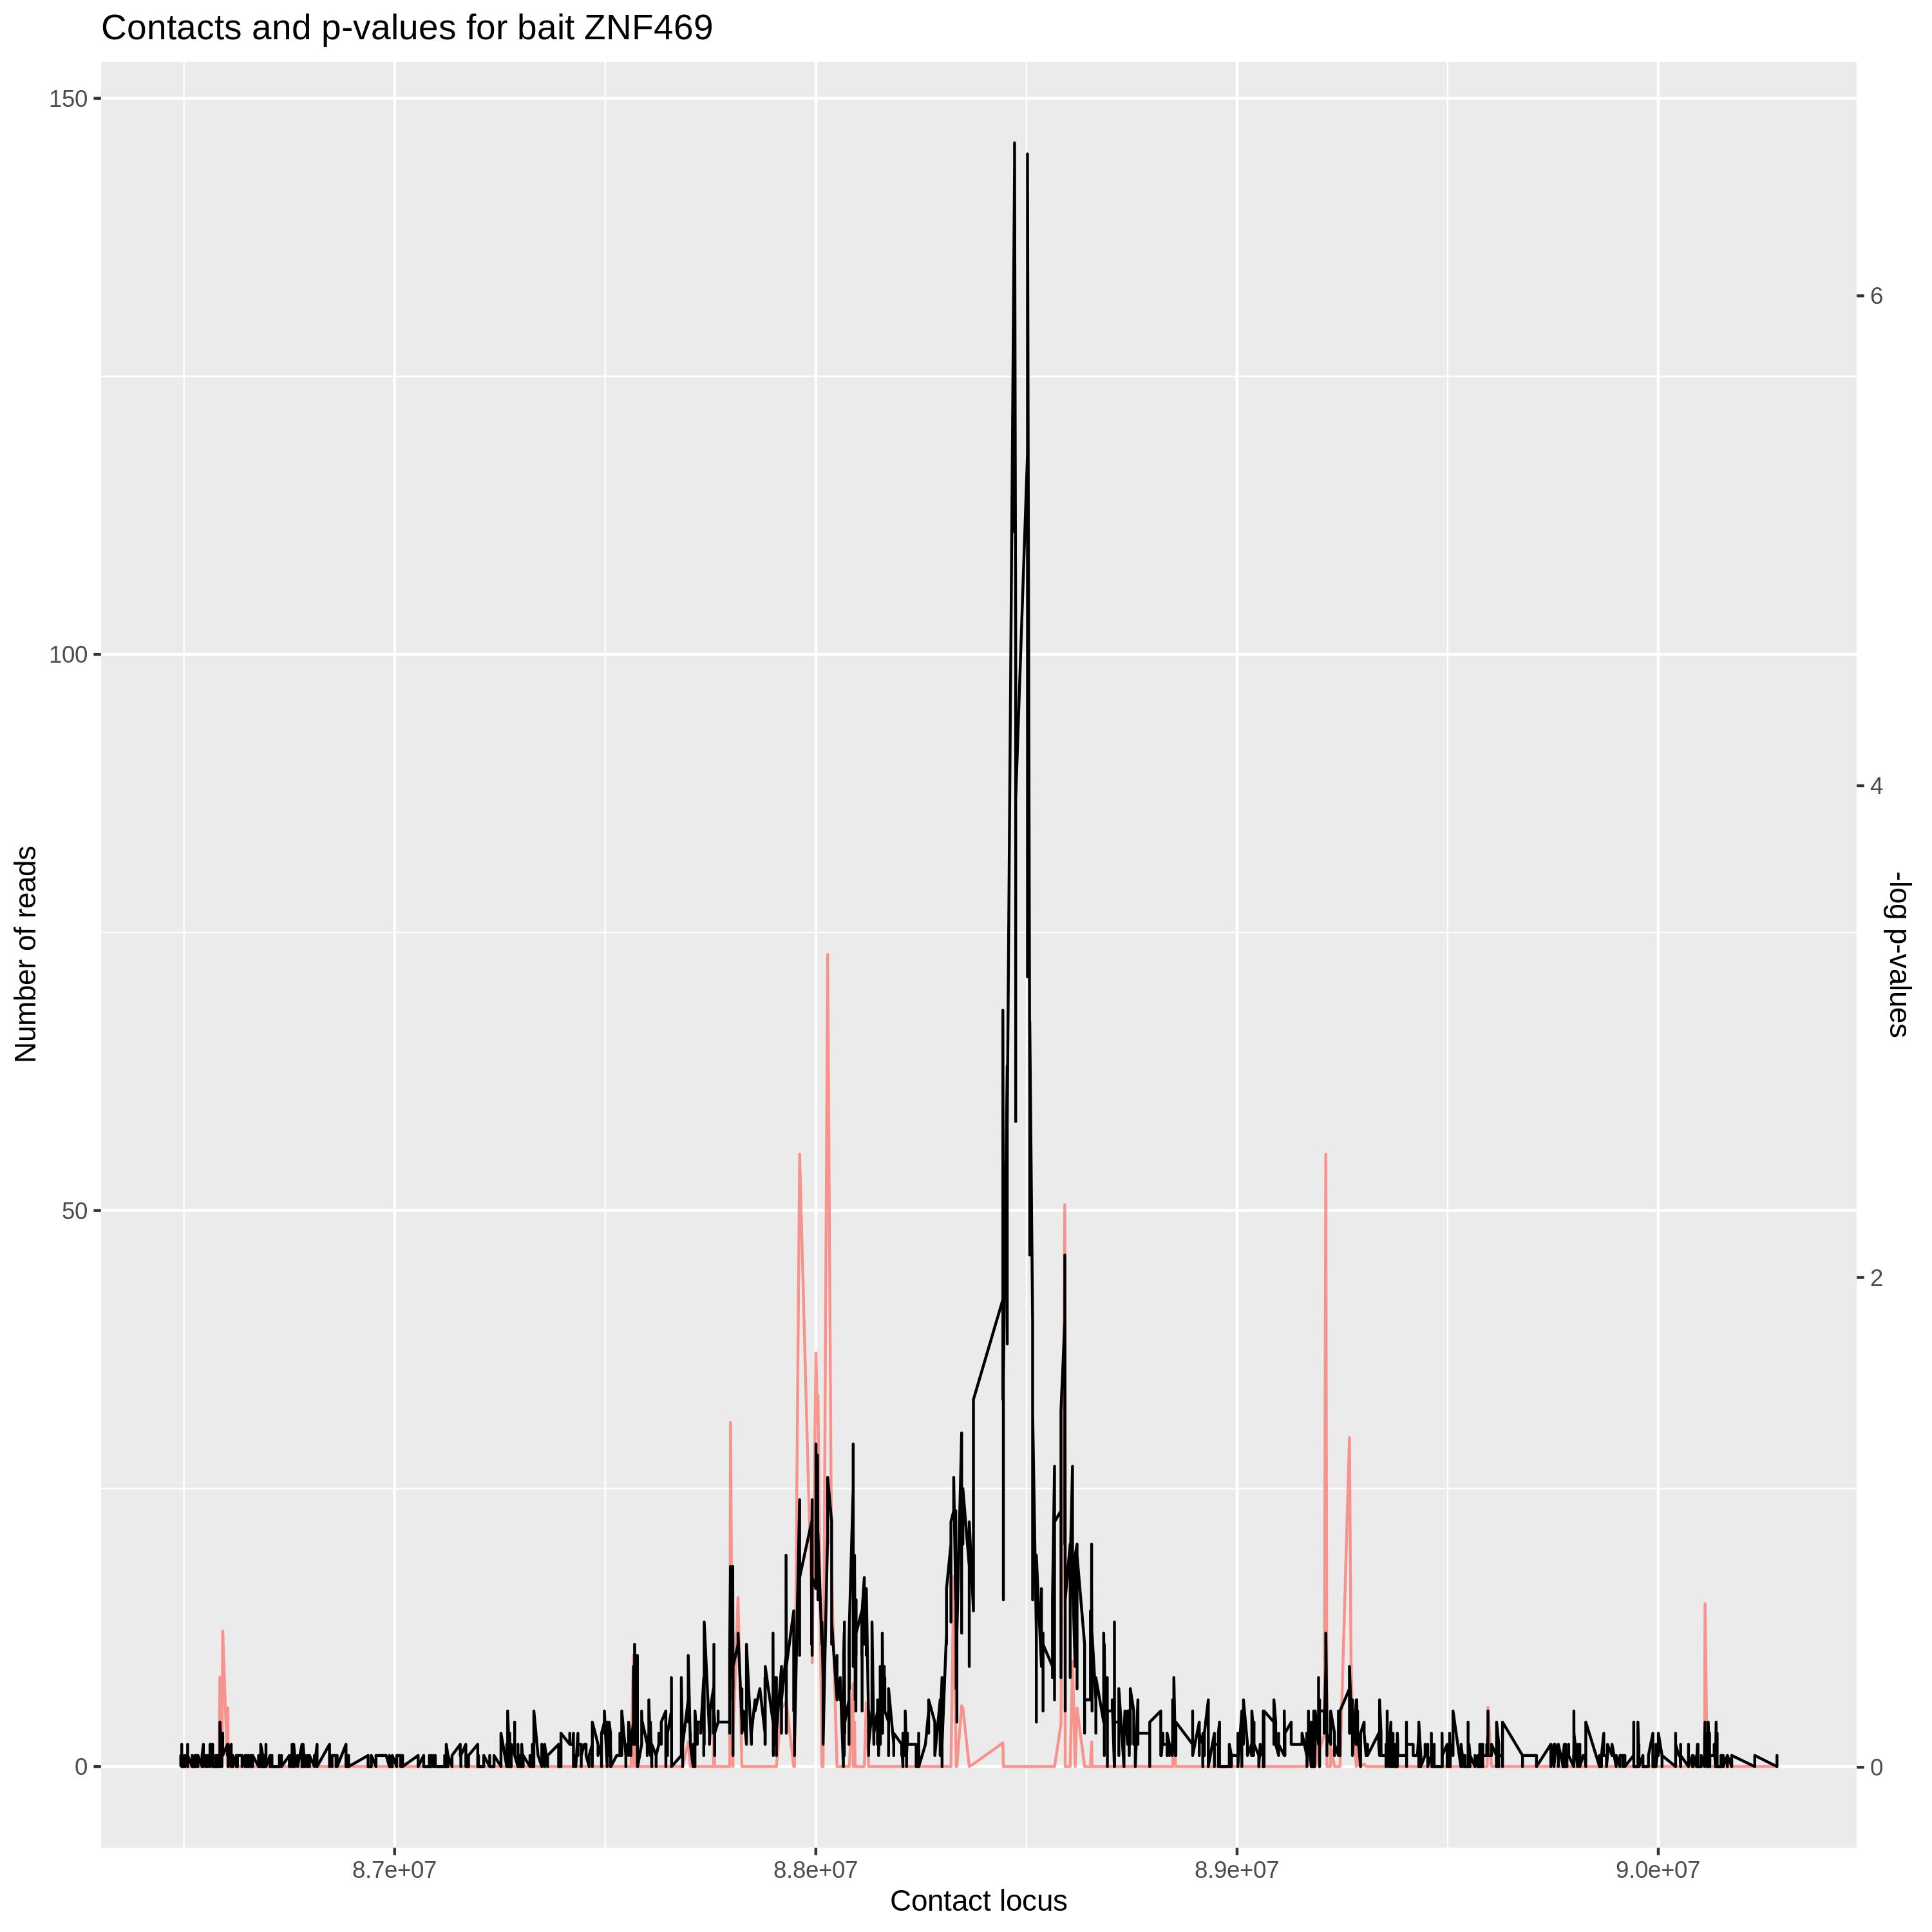 Contacts and p-values for bait ZNF469
150
100
50
0
Number of reads
6
4
2
0
-log p-values
8.7e+07
8.8e+07
8.9e+07
9.0e+07
Contact locus